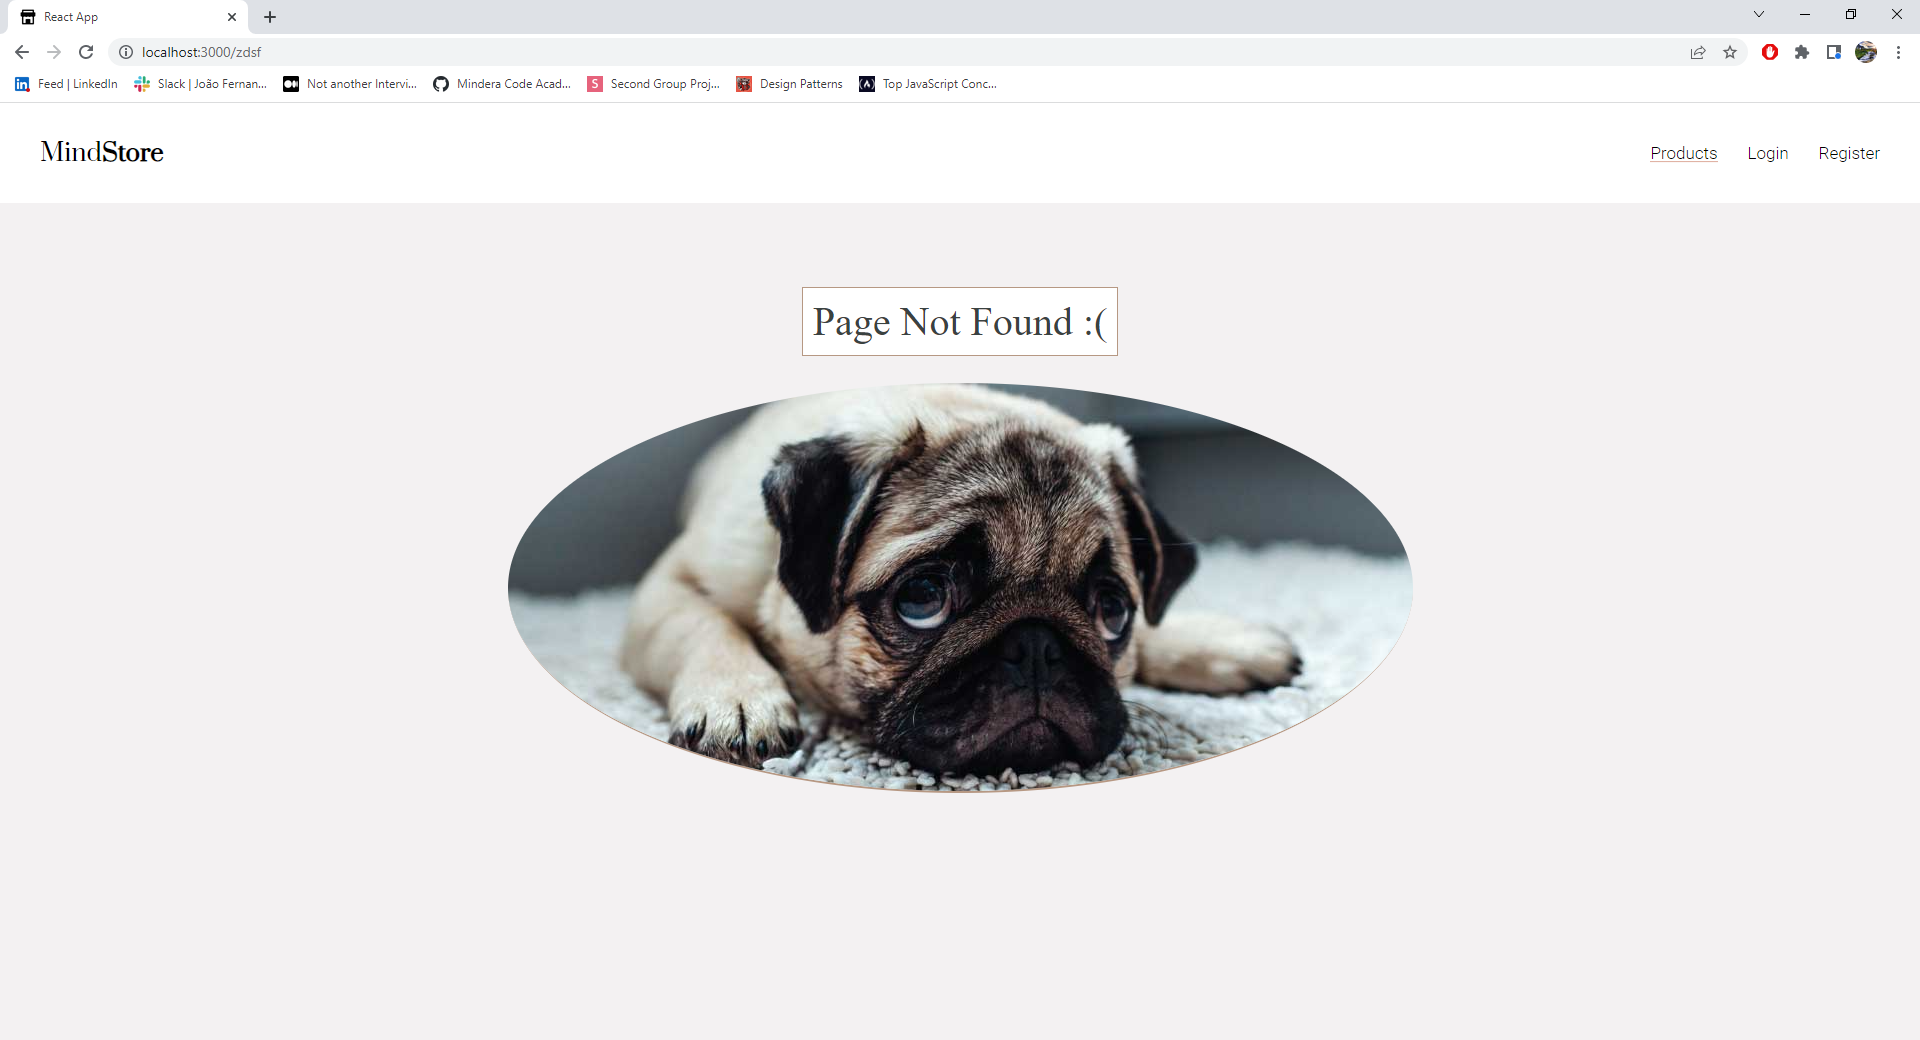 React App
localhost:3000/zdsf
Feed | LinkedIn
Slack | João Fernan...
Not another Intervi...
Mindera Code Acad...
S
Second Group Proj...
Design Patterns
Top JavaScript Conc...
MindStore
Products
Login
Register
Page Not Found :(